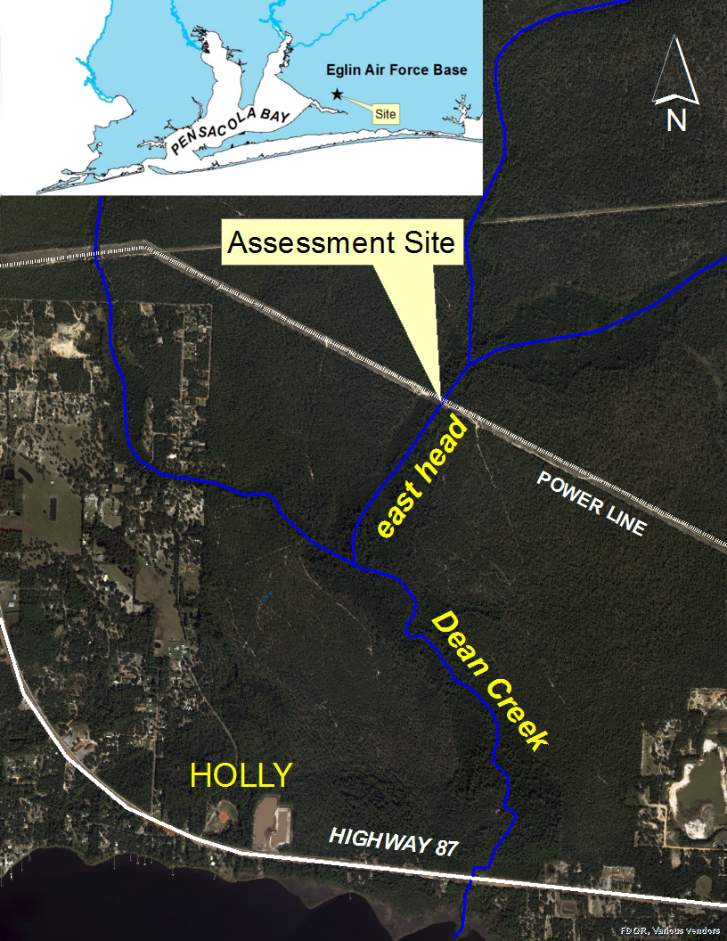 Eglin Air Force Base
Site
PENSACOLA BAY
N
Assessment Site
east head
POWER LINE
Dean Creek
HOLLY
HIGHWAY 87
FDOR, Various vendors